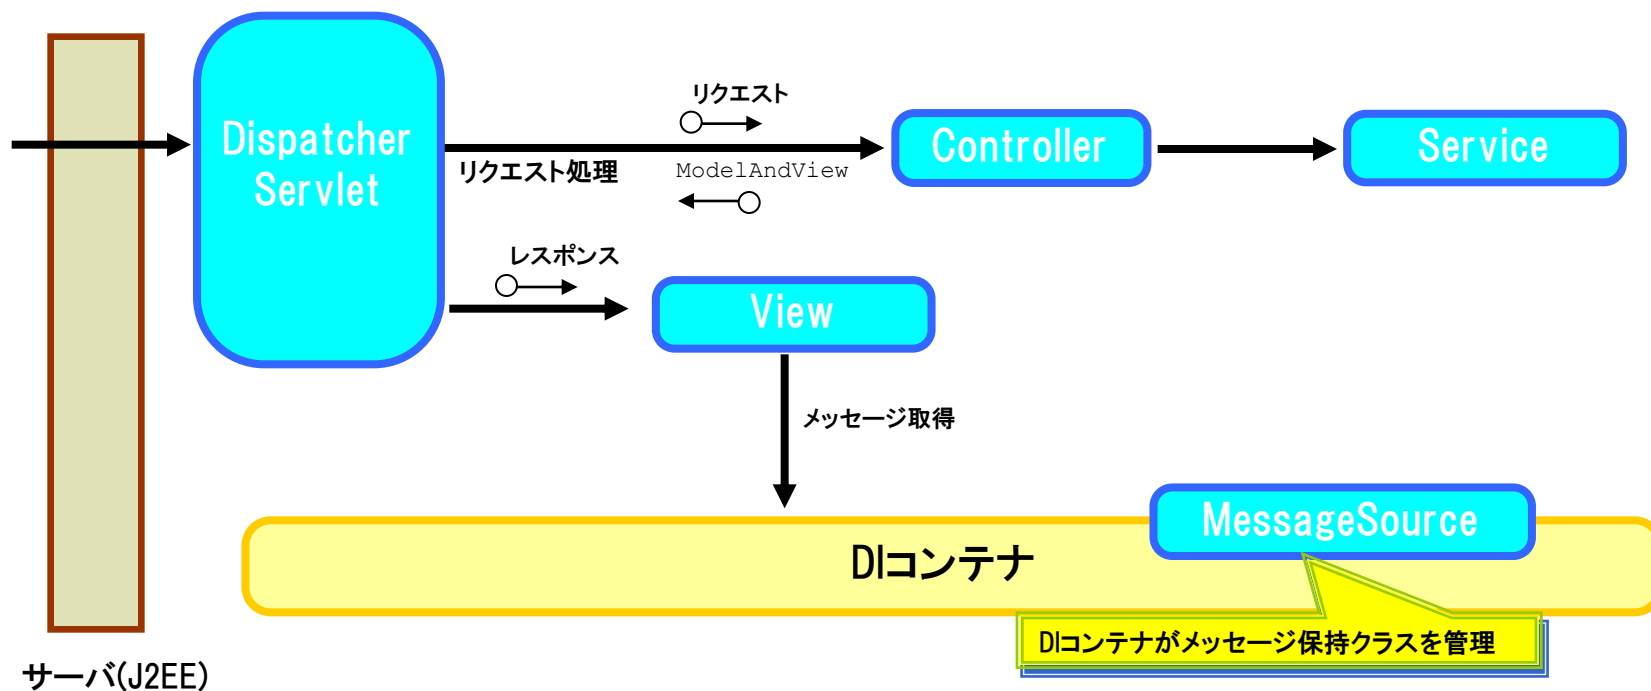 リクエスト
Dispatcher
Servlet
Controller
Service
リクエスト処理
ModelAndView
レスポンス
View
メッセージ取得
MessageSource
DIコンテナ
DIコンテナがメッセージ保持クラスを管理
サーバ(J2EE)